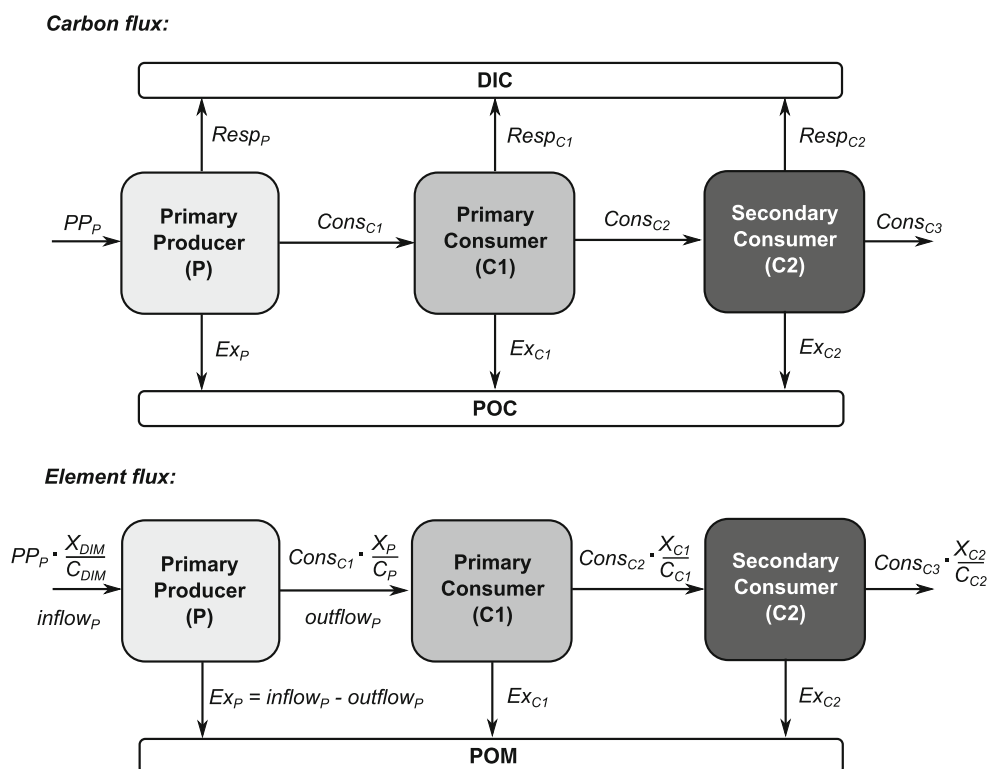 Carbon flux:
DIC
Resp_P
Resp_C1
Resp_C2
PP_P
Primary
Producer
(P)
Cons_C1
Primary
Consumer
(C1)
Cons_C2
Secondary
Consumer
(C2)
Cons_C3
Ex_P
Ex_C1
Ex_C2
POC
Element flux:
PP_P · X_DIM/C_DIM
inflow_P
Primary
Producer
(P)
Cons_C1 · X_P/C_P
outflow_P
Primary
Consumer
(C1)
Cons_C2 · X_C1/C_C1
Secondary
Consumer
(C2)
Cons_C3 · X_C2/C_C2
Ex_P = inflow_P - outflow_P
Ex_C1
Ex_C2
POM